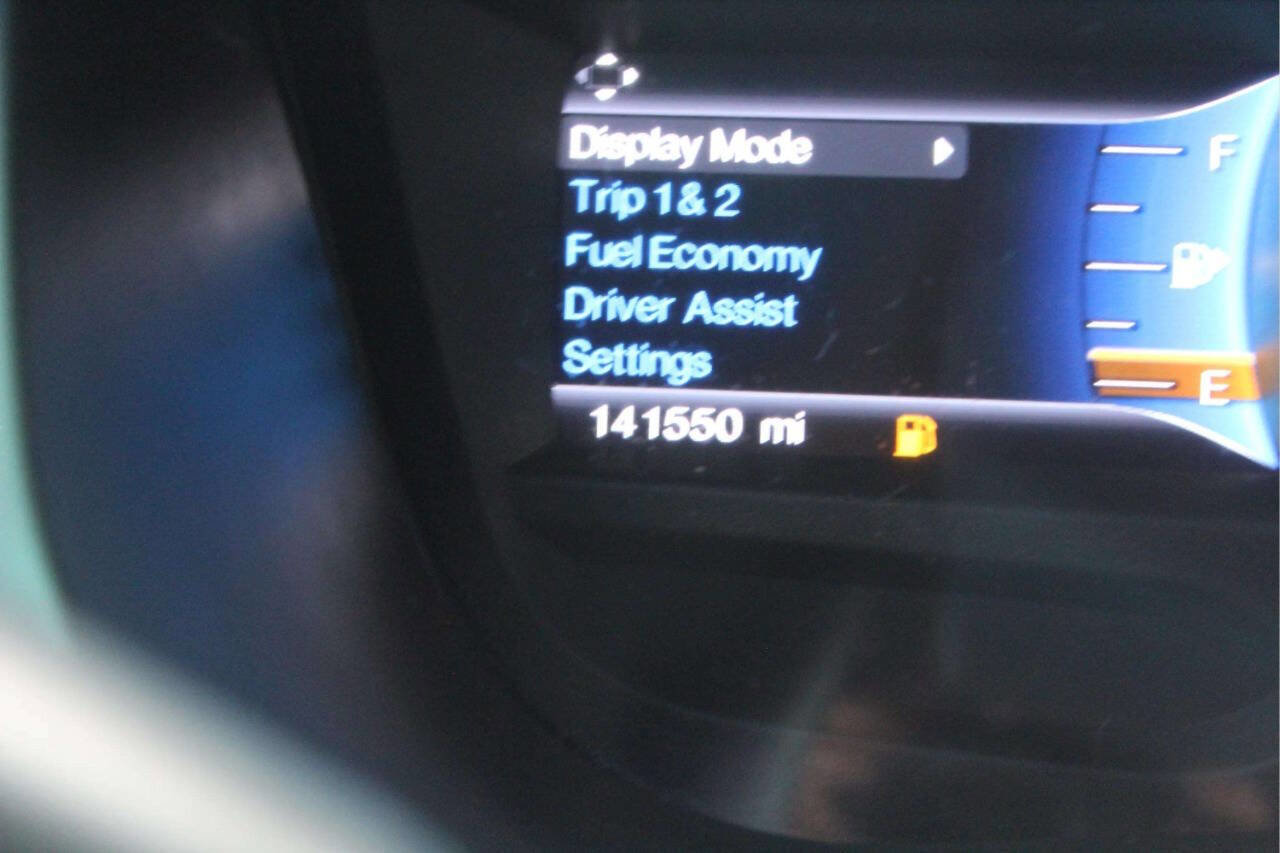 Display Mode
F
Trip 1 & 2
Fuel Economy
Driver Assist
Settings
E
141550 mi